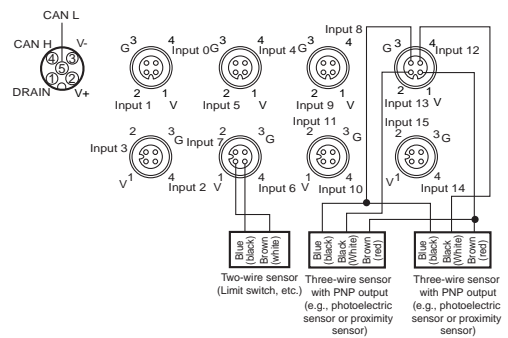 CAN L
CAN H
V-
4 3
5
1 2
DRAIN
V+
3 4
G
Input 0
2 1
Input 1 V
3 4
G
Input 4
2 1
Input 5 V
Input 8
3 4
G
2 1
Input 9 V
3 4
G
Input 12
2 1
Input 13 V
2 3
G
Input 3
1 4
V
Input 2
2 3
G
Input 7
1 4
V
Input 6
Input 11
2 3
G
1 4
V
Input 10
Input 15
2 3
G
1 4
V
Input 14
Blue (black)
Brown (white)
Two-wire sensor
(Limit switch, etc.)
Blue (black)
Black (White)
Brown (red)
Three-wire sensor
with PNP output
(e.g., photoelectric
sensor or proximity
sensor)
Blue (black)
Black (White)
Brown (red)
Three-wire sensor
with PNP output
(e.g., photoelectric
sensor or proximity
sensor)